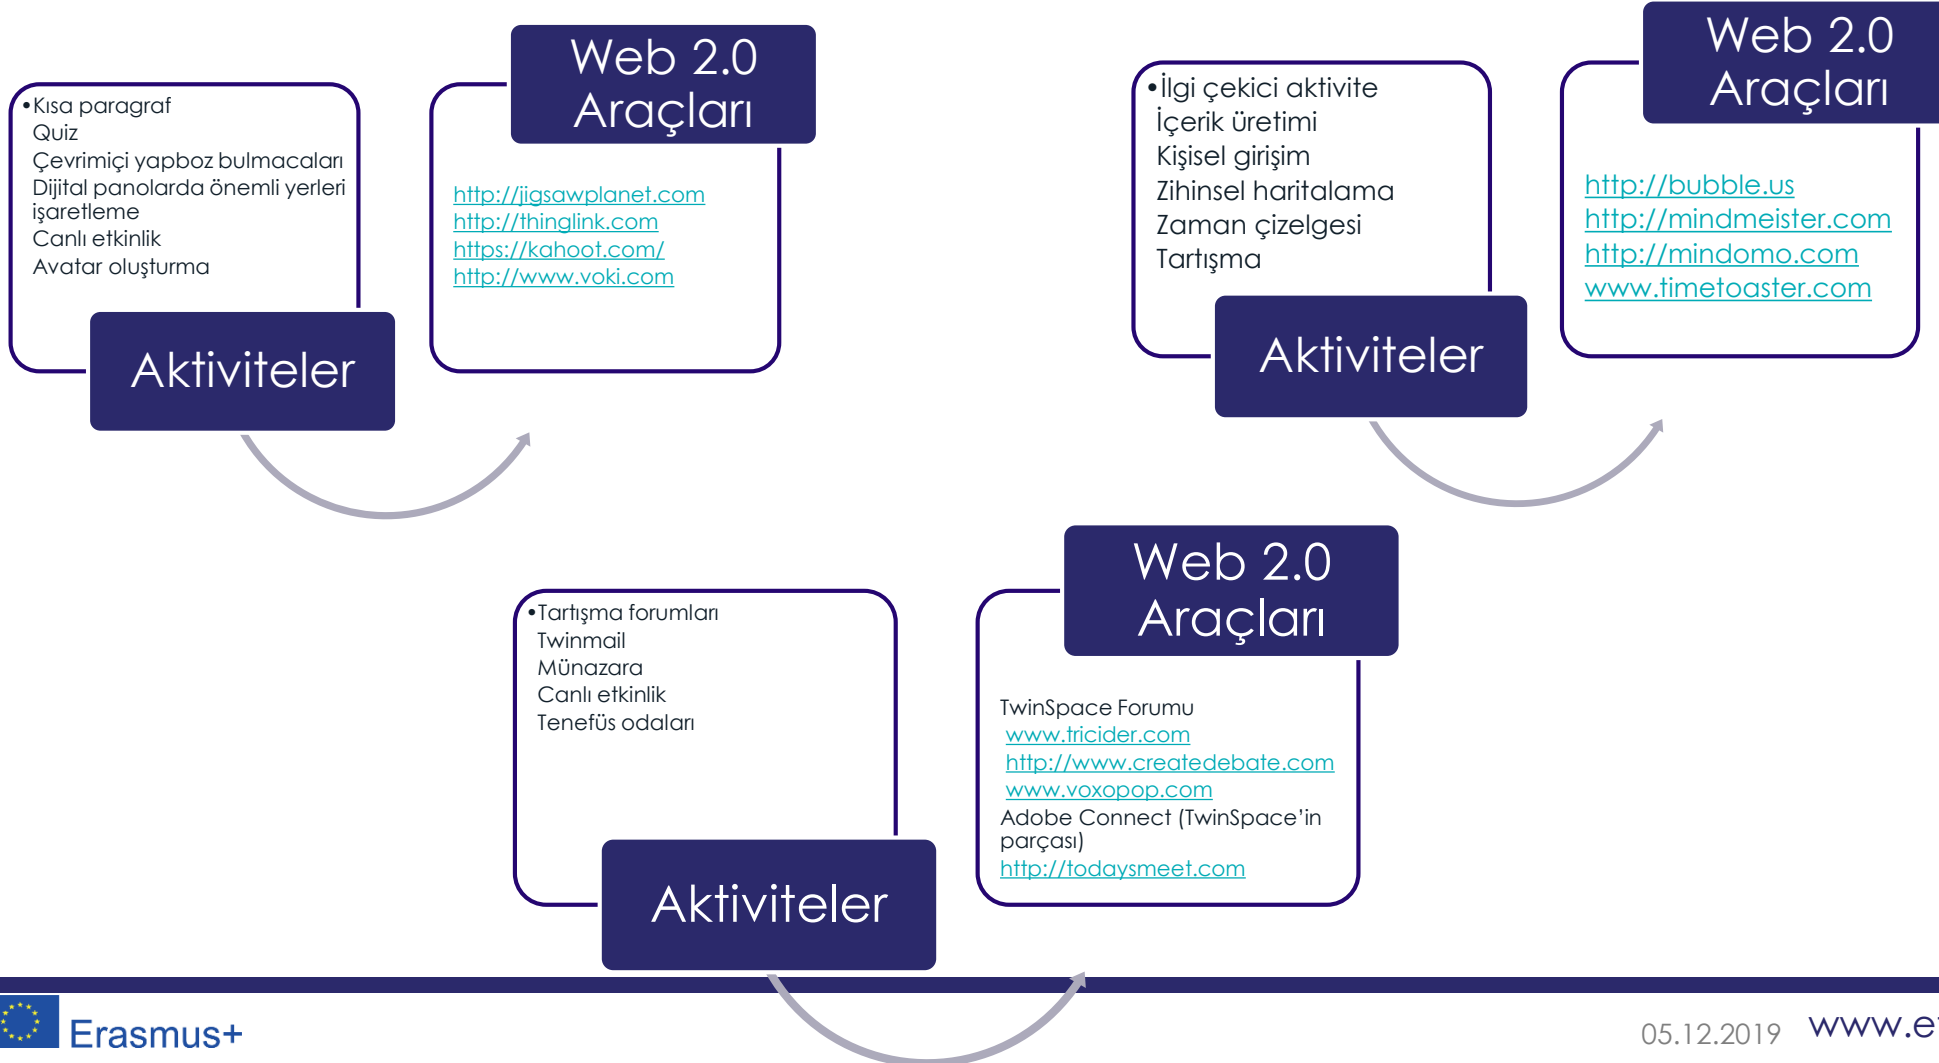 •Kısa paragraf
Quiz
Çevrimiçi yapboz bulmacaları
Dijital panolarda önemli yerleri
işaretleme
Canlı etkinlik
Avatar oluşturma
Aktiviteler
Web 2.0
Araçları
http://jigsawplanet.com
http://thinglink.com
https://kahoot.com/
http://www.voki.com
•İlgi çekici aktivite
İçerik üretimi
Kişisel girişim
Zihinsel haritalama
Zaman çizelgesi
Tartışma
Aktiviteler
Web 2.0
Araçları
http://bubble.us
http://mindmeister.com
http://mindomo.com
www.timetoaster.com
•Tartışma forumları
Twinmail
Münazara
Canlı etkinlik
Tenefüs odaları
Aktiviteler
Web 2.0
Araçları
TwinSpace Forumu
www.tricider.com
http://www.createdebate.com
www.voxopop.com
Adobe Connect (TwinSpace’in
parçası)
http://todaysmeet.com
Erasmus+
05.12.2019